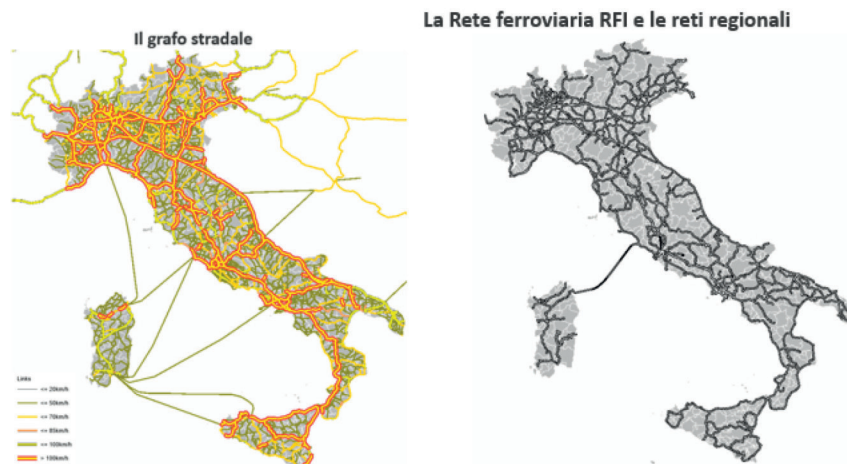 La Rete ferroviaria RFI e le reti regionali
Il grafo stradale
Links
<= 20km/h
<= 50km/h
<= 70km/h
<= 85km/h
<= 100km/h
> 100km/h